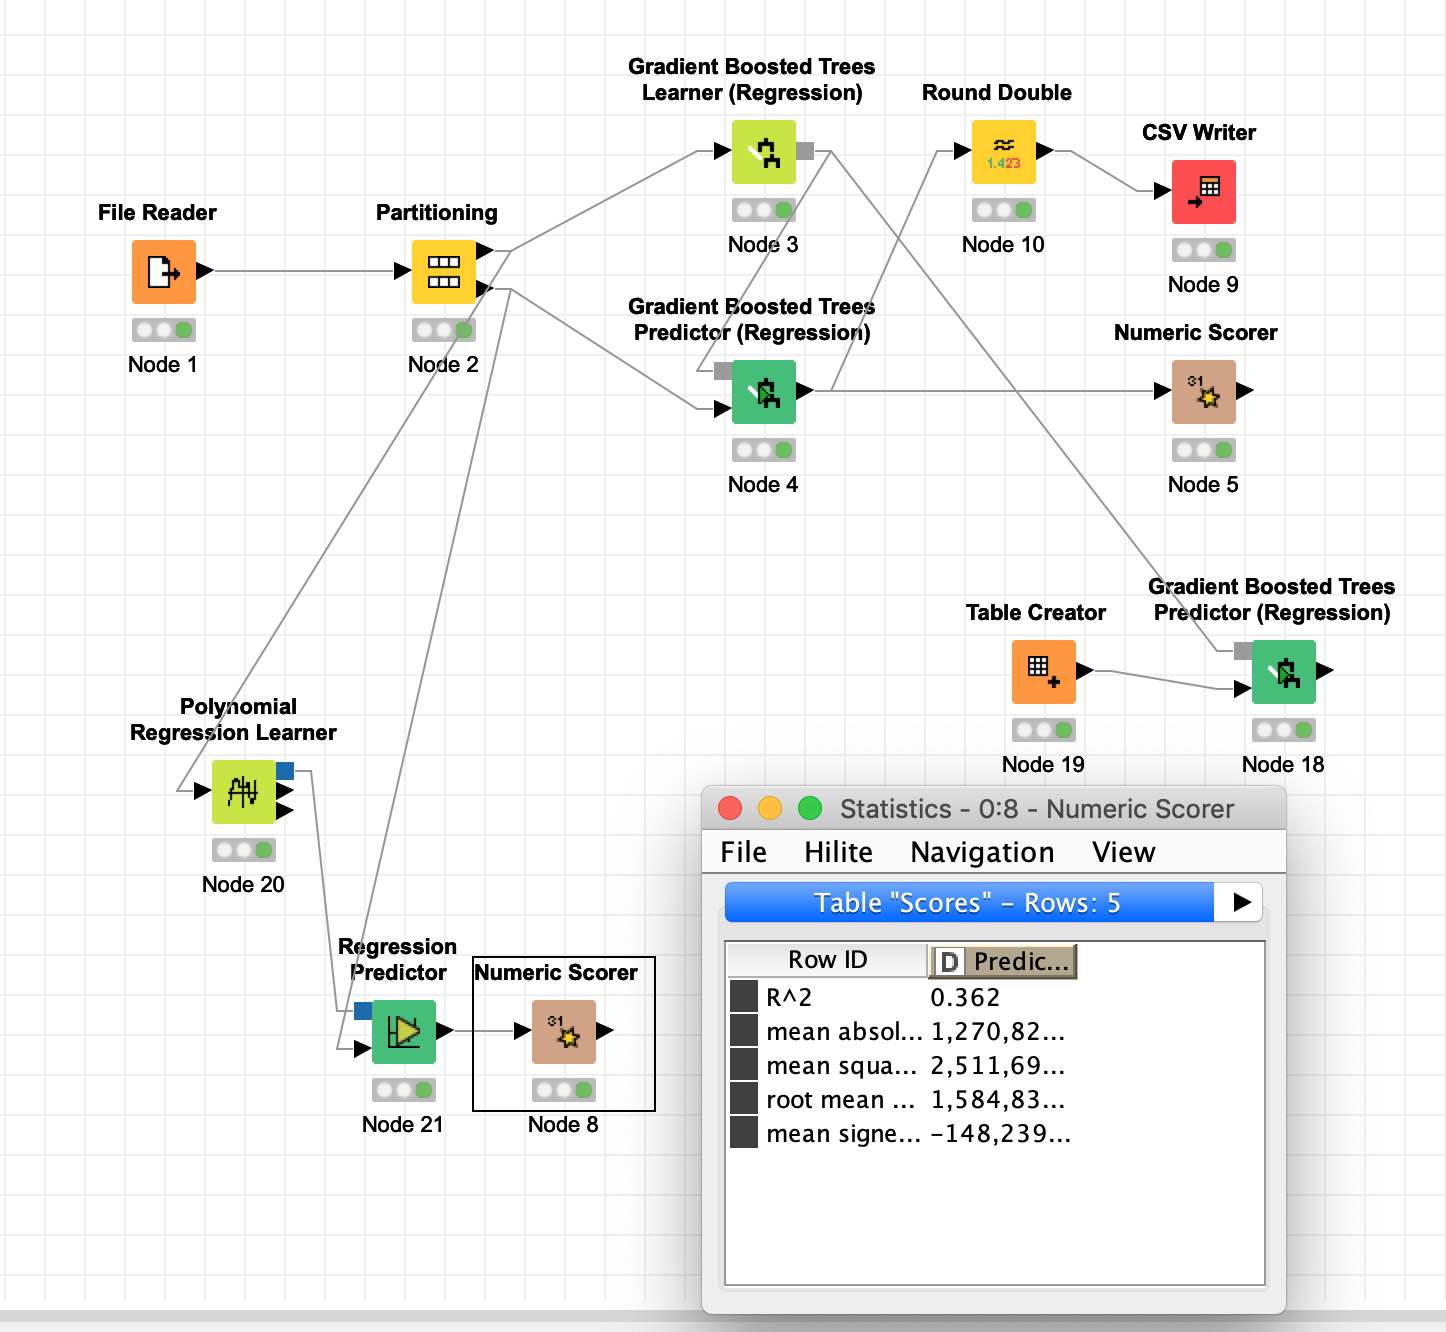 Gradient Boosted Trees
Learner (Regression)
Round Double
1.423
CSV Writer
File Reader
Partitioning
Node 3
Node 10
Node 9
Gradient Boosted Trees
Predictor (Regression)
Numeric Scorer
Node 1
Node 2
Node 4
Node 5
Gradient Boosted Trees
Predictor (Regression)
Table Creator
Polynomial
Regression Learner
Node 19
Node 18
Node 20
Regression
Predictor
Numeric Scorer
Node 21
Node 8
Statistics - 0:8 - Numeric Scorer
File Hilite Navigation View
Table "Scores" – Rows: 5
Row ID D Predic...
R^2 0.362
mean absol... 1,270,82...
mean squa... 2,511,69...
root mean ... 1,584,83...
mean signe... -148,239...